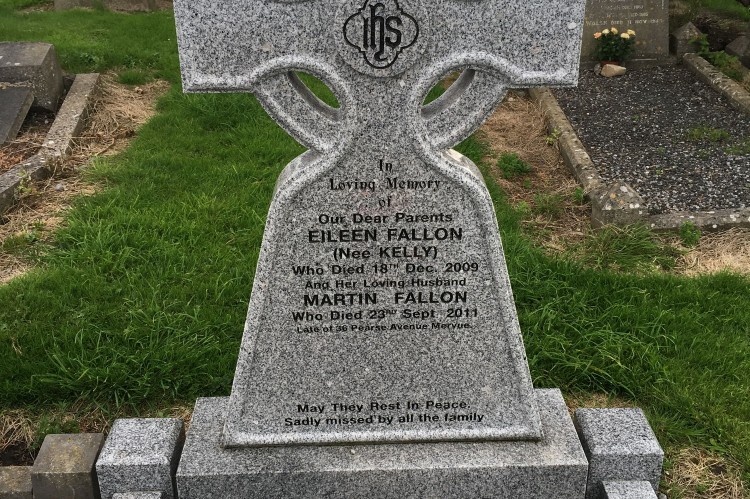 IHS
In
Loving Memory
of
Our Dear Parents
EILEEN FALLON
(Nee KELLY)
Who Died 18TH Dec. 2009
And Her Loving Husband
MARTIN FALLON
Who Died 23RD Sept. 2011
Late of 36 Pearse Avenue Mervue.
May They Rest In Peace.
Sadly missed by all the family